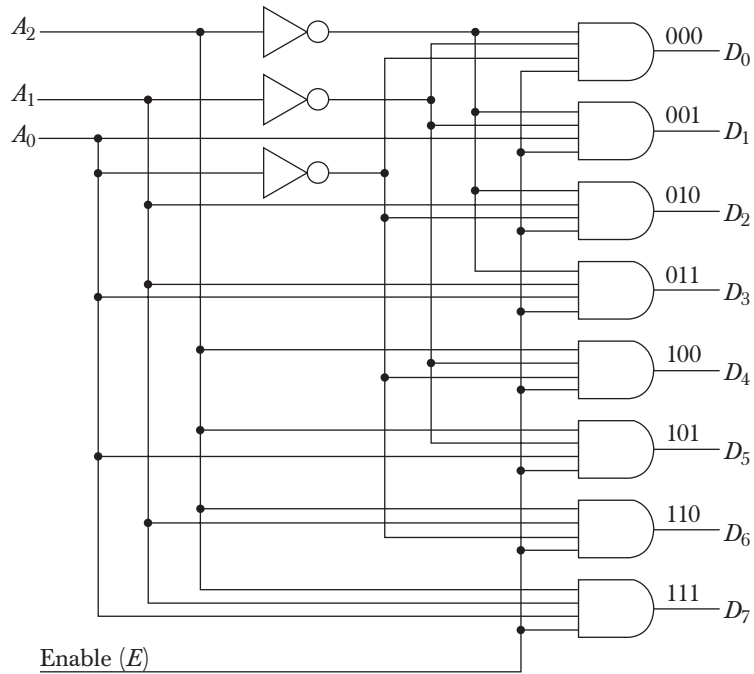 A₂
000
D₀
A₁
001
D₁
A₀
010
D₂
011
D₃
100
D₄
101
D₅
110
D₆
111
D₇
Enable (E)